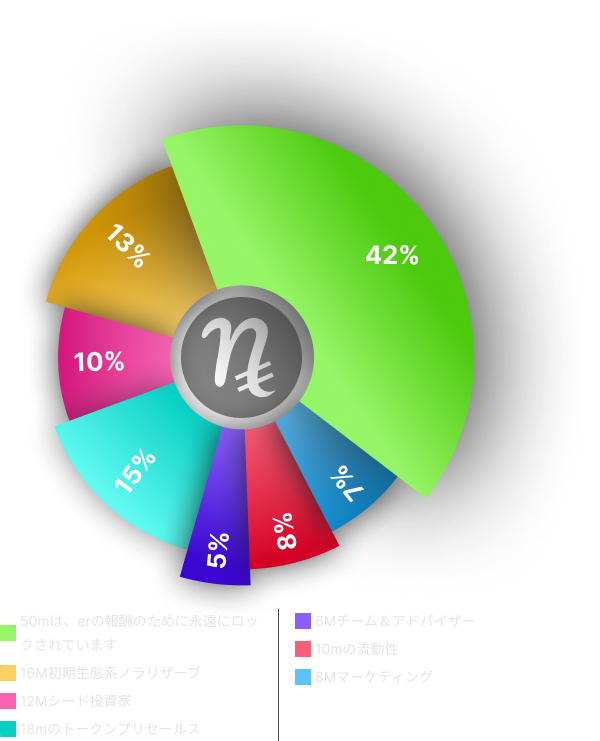 42%
13%
10%
15%
5%
8%
7%
50mは、erの報酬のために永遠にロッ
クされています
16M初期生態系ノラリザーブ
12Mシード投資家
18mのトークンプリセールス
6Mチーム＆アドバイザー
10mの流動性
8Mマーケティング